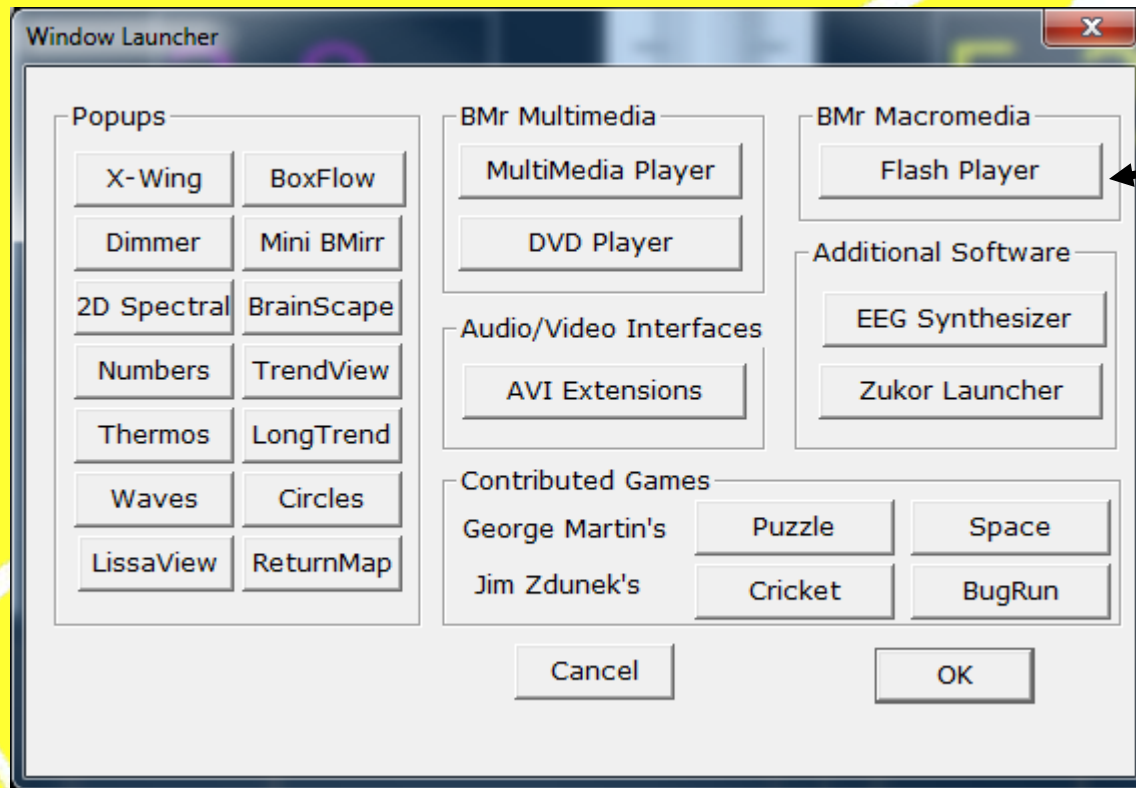 Window Launcher
Popups
X-Wing BoxFlow
Dimmer Mini BMirr
2D Spectral BrainScape
Numbers TrendView
Thermos LongTrend
Waves Circles
LissaView ReturnMap
BMr Multimedia
MultiMedia Player
DVD Player
Audio/Video Interfaces
AVI Extensions
BMr Macromedia
Flash Player
Additional Software
EEG Synthesizer
Zukor Launcher
Contributed Games
George Martin's Puzzle Space
Jim Zdunek's Cricket BugRun
Cancel OK